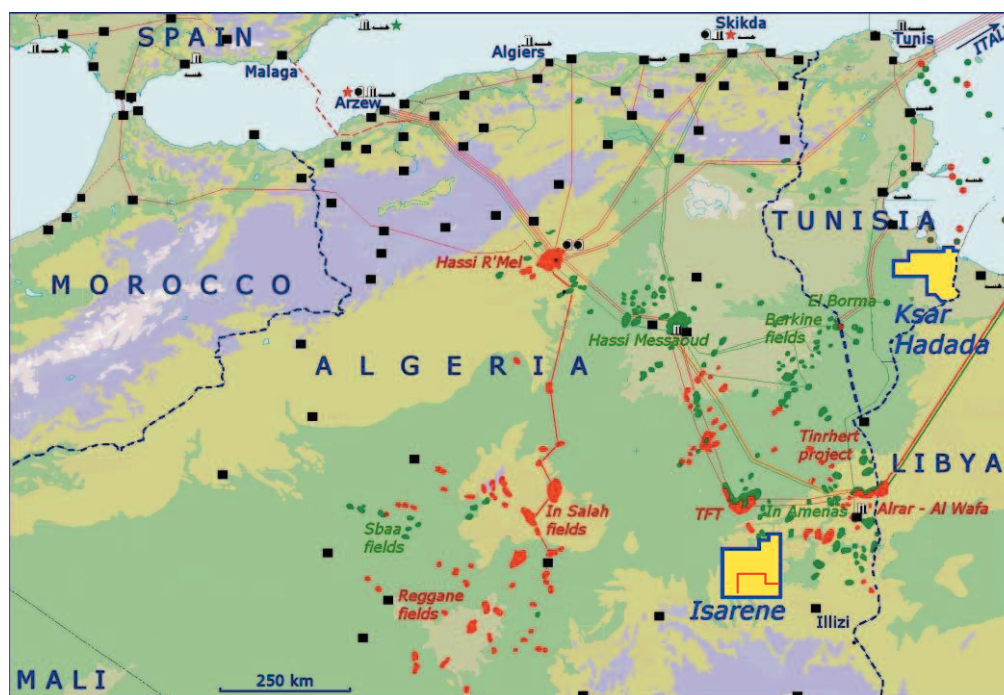 SPAIN
Malaga
Algiers
Skikda
Tunis
ITALY
Arzew
TUNISIA
Hassi R'Mel
MOROCCO
El Borma
Ksar
Hadada
Hassi Messaoud
Berkine
fields
ALGERIA
Tinrhert
project
LIBYA
In Salah
fields
TFT
In Amenas
Alrar - Al Wafa
Sbaa
fields
Reggane
fields
Isarene
Illizi
MALI
250 km